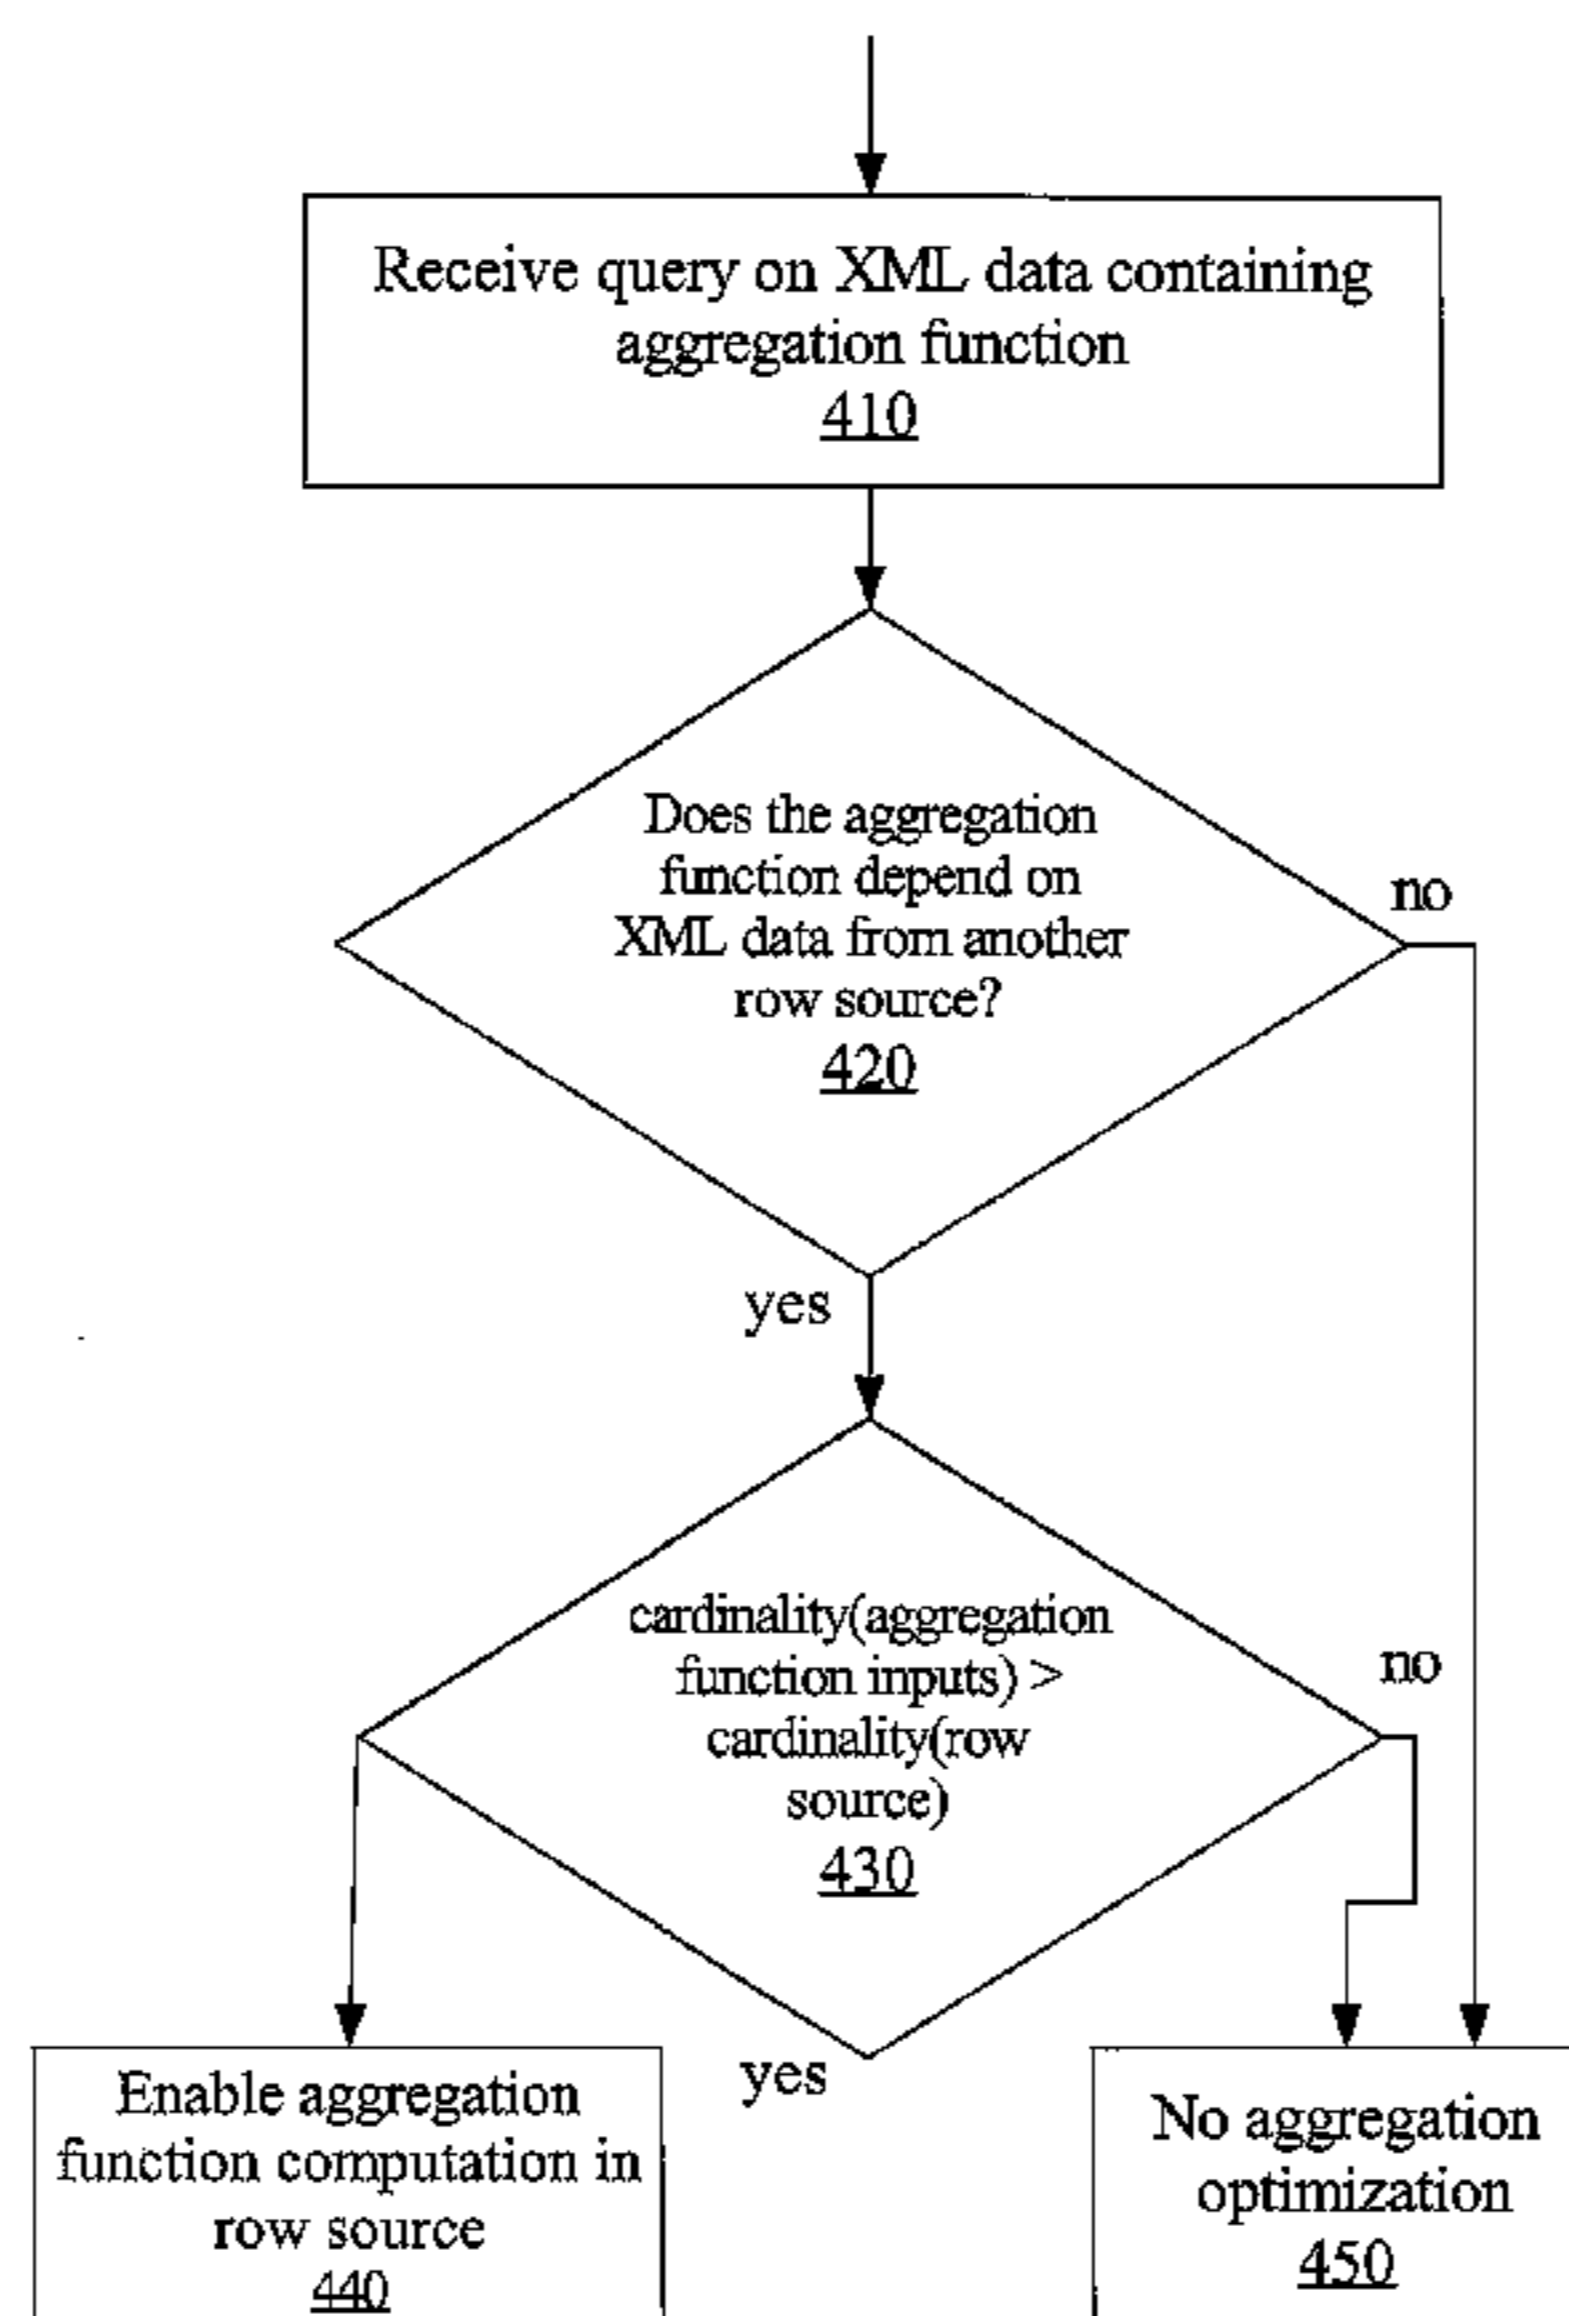 Receive query on XML data containing
aggregation function
410
Does the aggregation
function depend on
XML data from another
row source?
420
no
yes
cardinality(aggregation
function inputs) >
cardinality(row
source)
430
no
yes
Enable aggregation
function computation in
row source
440
No aggregation
optimization
450